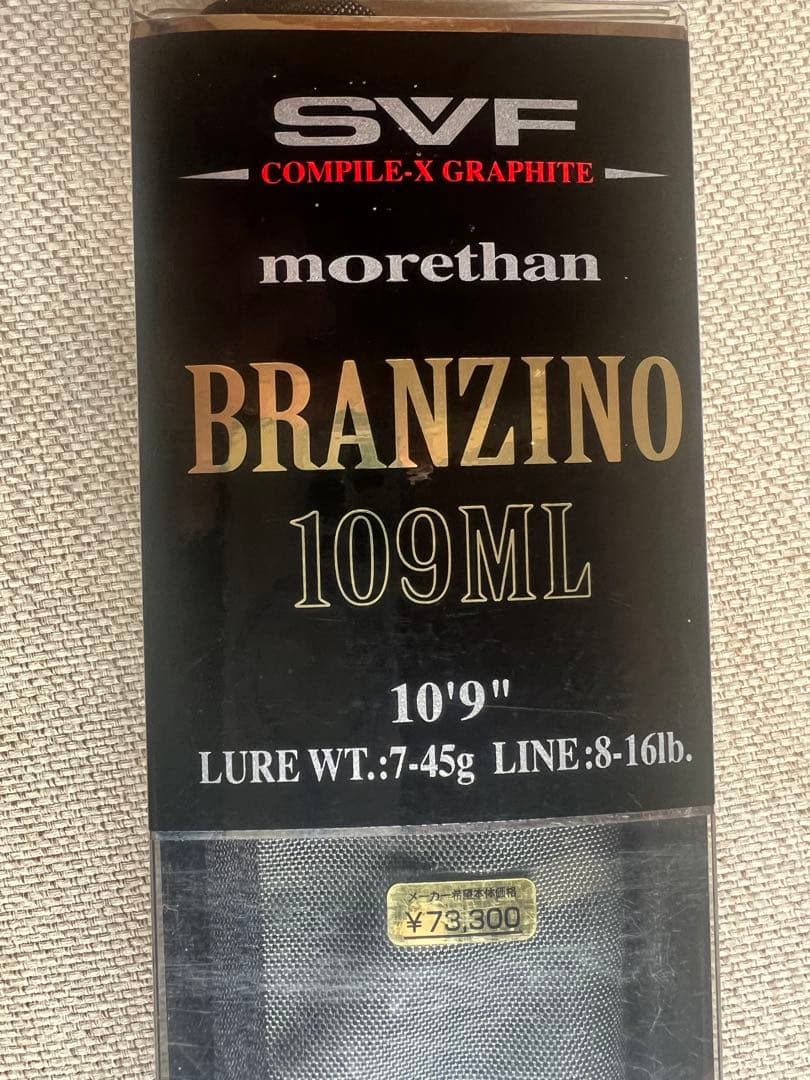 SVF
COMPILE-X GRAPHITE
morethan
BRANZINO
109ML
10'9"
LURE WT.:7-45g LINE:8-16lb.
メーカー希望本体価格
¥73,300